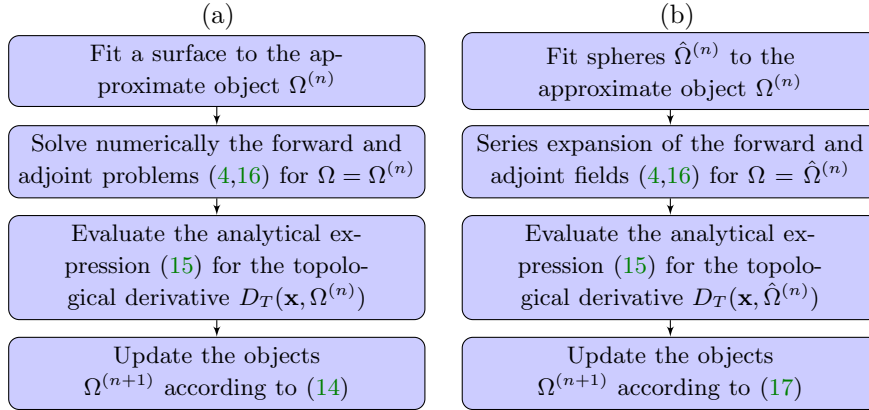 (a)
Fit a surface to the ap-
proximate object Ω^(n)
Solve numerically the forward and
adjoint problems (4,16) for Ω = Ω^(n)
Evaluate the analytical ex-
pression (15) for the topolo-
gical derivative D_T(x, Ω^(n))
Update the objects
Ω^(n+1) according to (14)
(b)
Fit spheres Ω̂^(n) to the
approximate object Ω^(n)
Series expansion of the forward and
adjoint fields (4,16) for Ω = Ω̂^(n)
Evaluate the analytical ex-
pression (15) for the topolo-
gical derivative D_T(x, Ω̂^(n))
Update the objects
Ω^(n+1) according to (17)